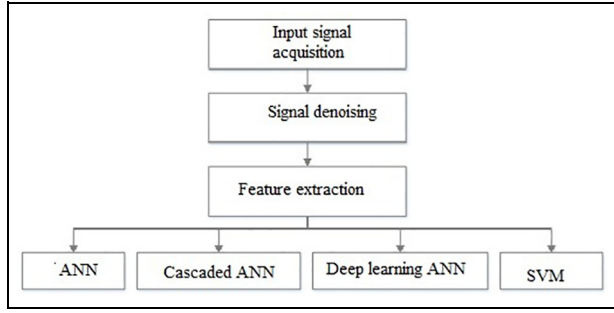 Input signal
acquisition
Signal denoising
Feature extraction
ANN
Cascaded ANN
Deep learning ANN
SVM